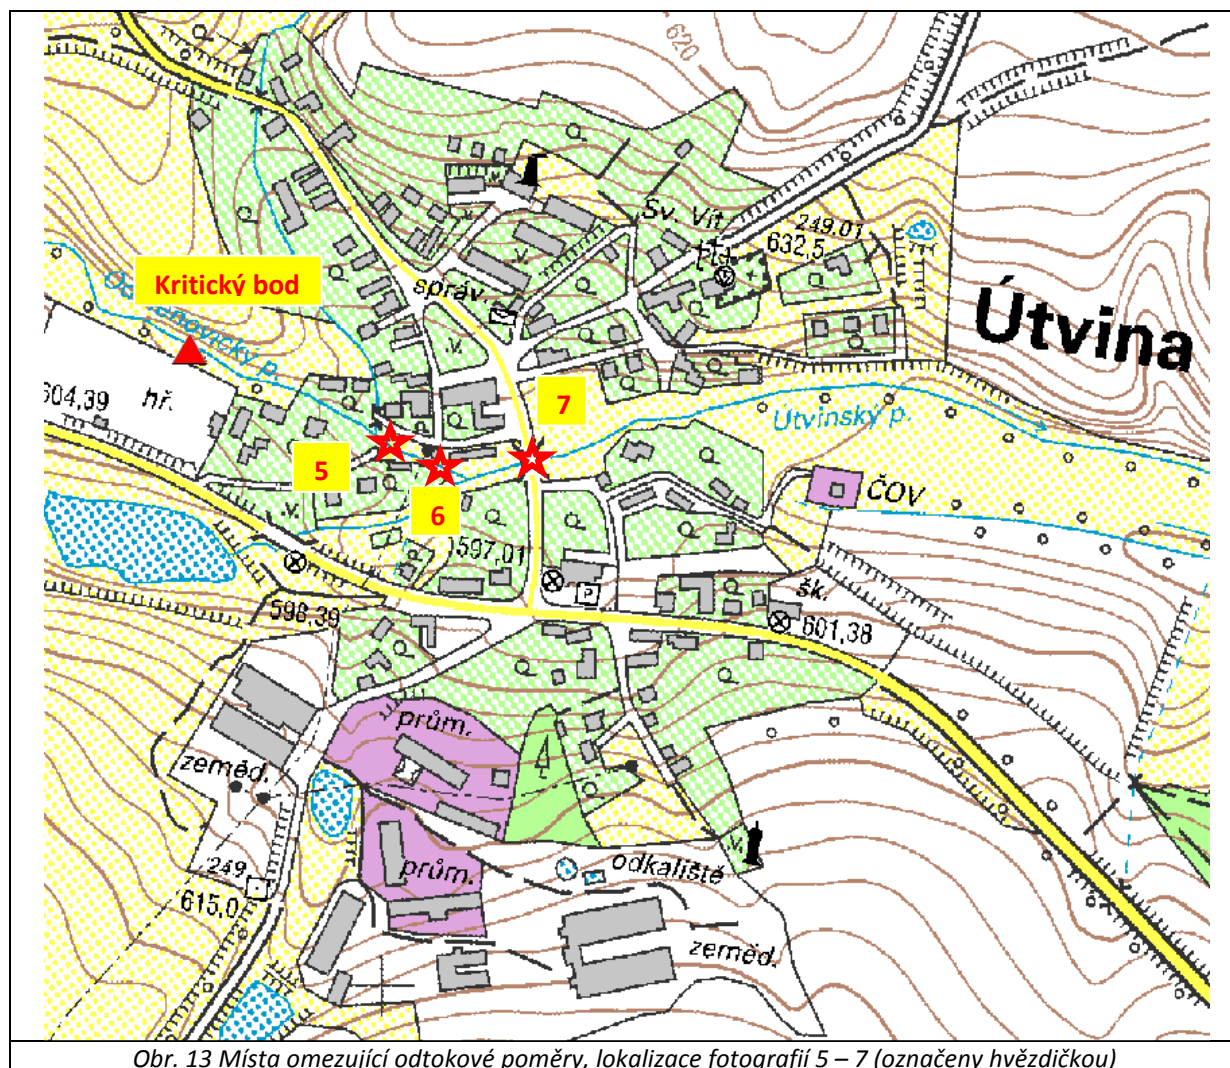 620
Sv. Vít
249.01
632,5
Kritický bod
správ.
Útvina
604,39
hř.
v.
7
Útvinský p.
5
6
ČOV
v.
597,01
P
šk.
598,39
601,38
prům.
zeměd.
249
615,0
prům.
odkaliště
v.
zeměd.
Obr. 13 Místa omezující odtokové poměry, lokalizace fotografií 5 – 7 (označeny hvězdičkou)